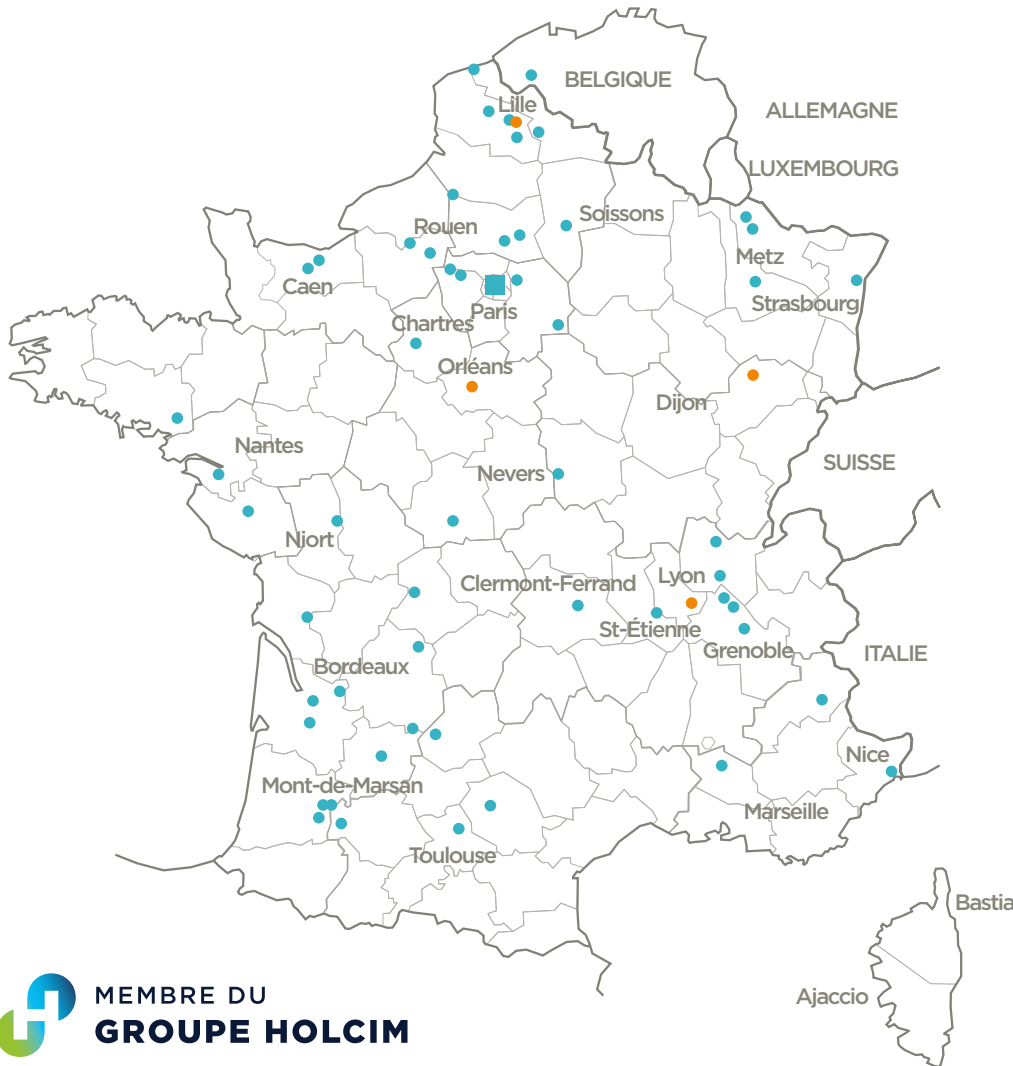 BELGIQUE
Lille
ALLEMAGNE
LUXEMBOURG
Soissons
Rouen
Metz
Caen
Strasbourg
Paris
Chartres
Orléans
Dijon
Nantes
SUISSE
Nevers
Niort
Lyon
Clermont-Ferrand
St-Étienne
Grenoble
ITALIE
Bordeaux
Nice
Mont-de-Marsan
Marseille
Toulouse
Bastia
Ajaccio
MEMBRE DU
GROUPE HOLCIM